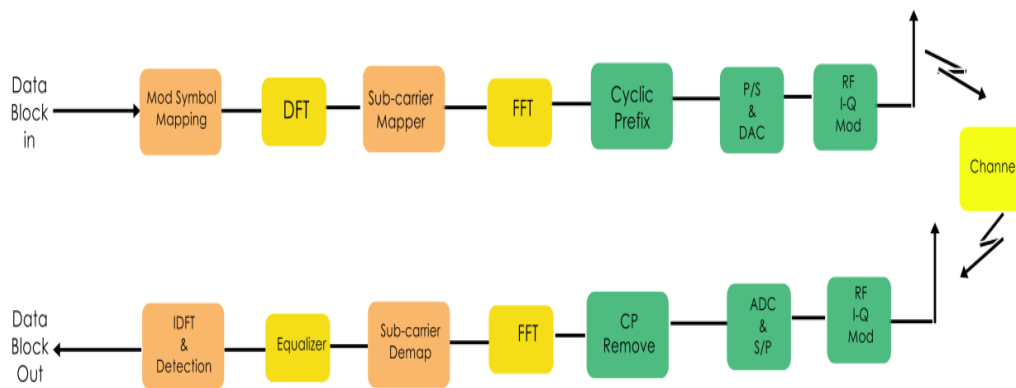 Data
Block
in
Mod Symbol
Mapping
DFT
Sub-carrier
Mapper
FFT
Cyclic
Prefix
P/S
&
DAC
RF
I-Q
Mod
Channel
Data
Block
Out
IDFT
&
Detection
Equalizer
Sub-carrier
Demap
FFT
CP
Remove
ADC
&
S/P
RF
I-Q
Mod